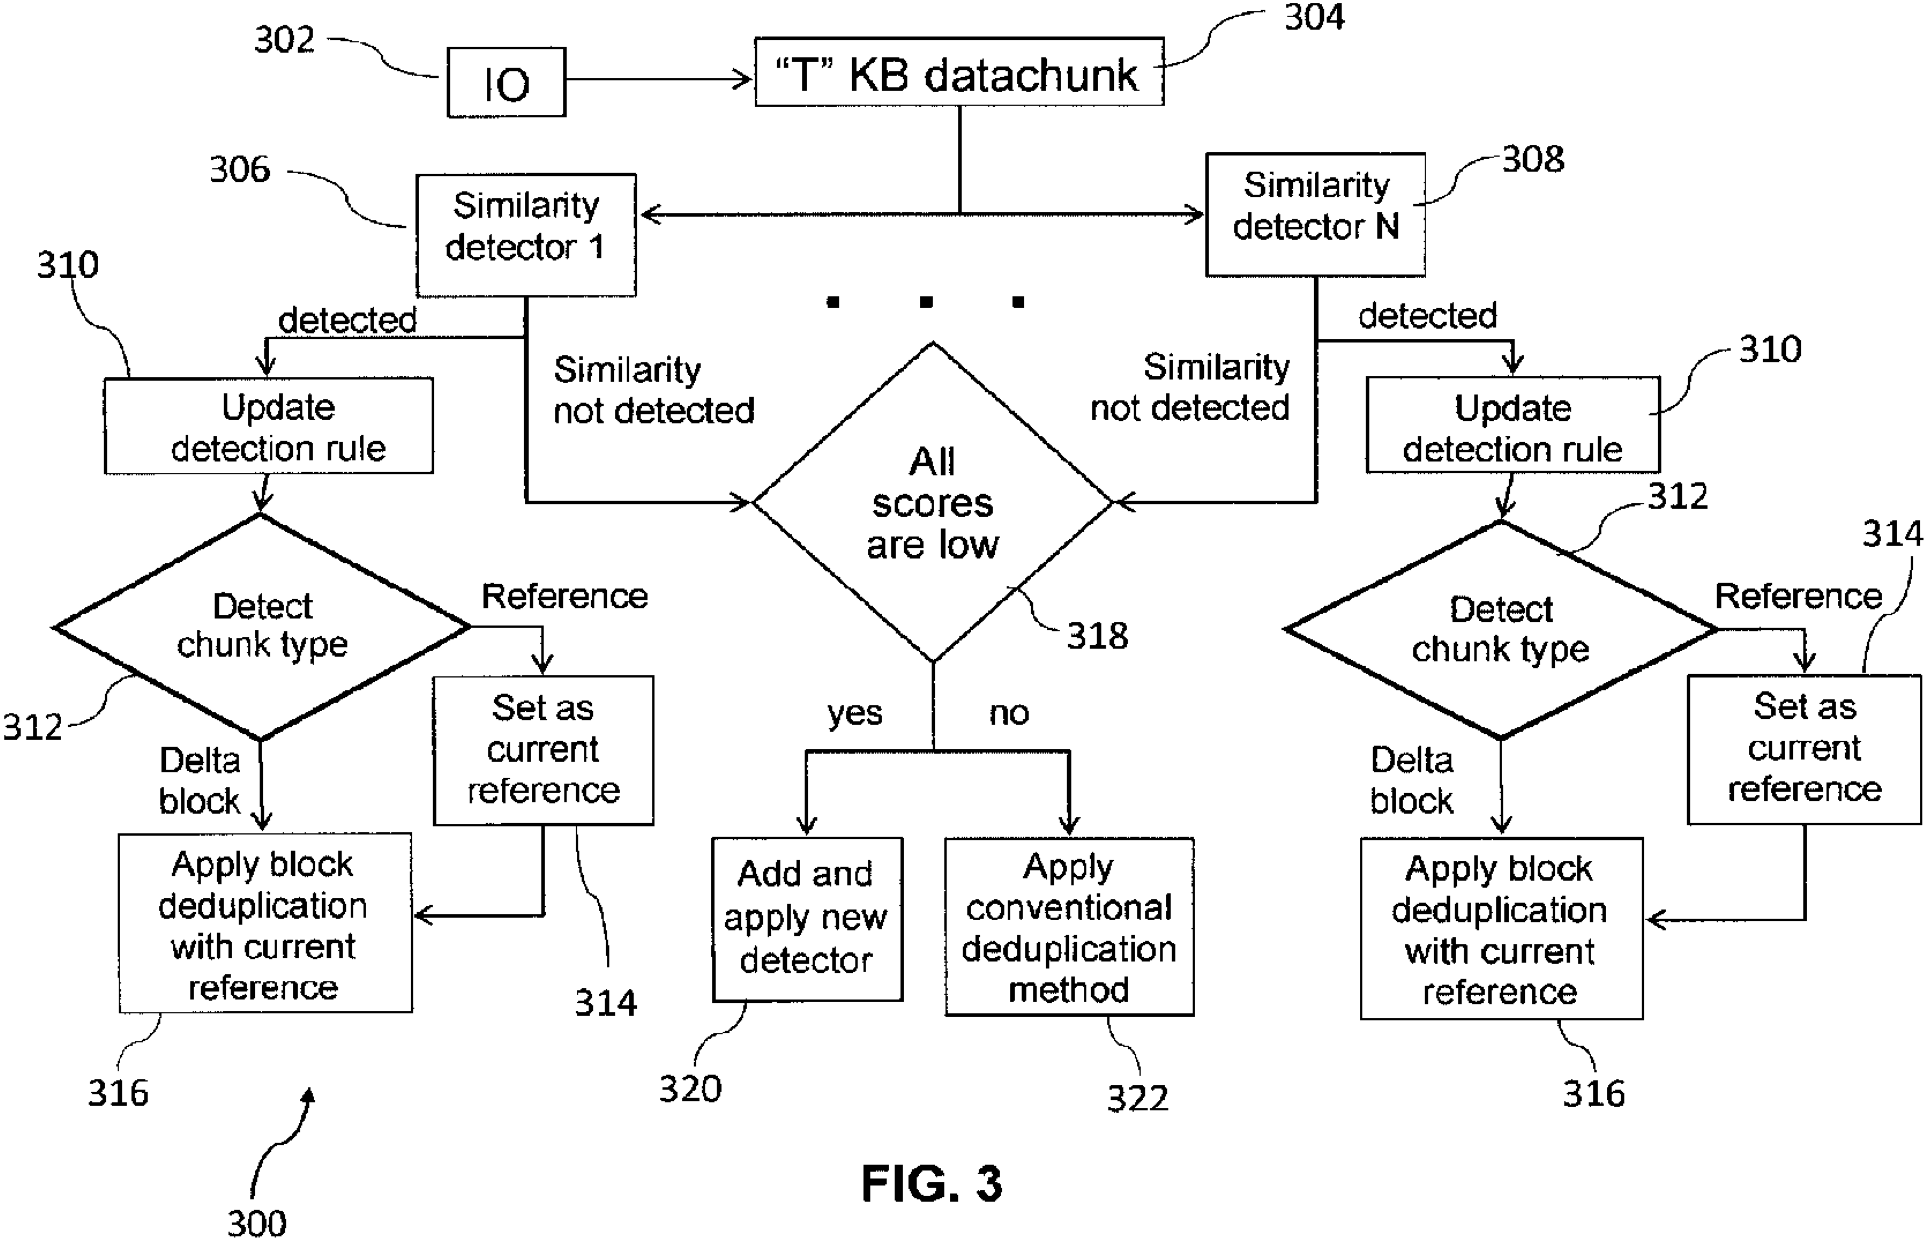 302
IO
"T" KB datachunk
304
306
Similarity
detector 1
Similarity
detector N
308
310
detected
Similarity
not detected
detected
Similarity
not detected
310
Update
detection rule
All
scores
are low
318
Update
detection rule
312
314
Detect
chunk type
Reference
312
Delta
block
Set as
current
reference
yes
no
Detect
chunk type
Reference
Delta
block
Set as
current
reference
Apply block
deduplication
with current
reference
314
316
Add and
apply new
detector
320
Apply
conventional
deduplication
method
322
Apply block
deduplication
with current
reference
316
300
FIG. 3